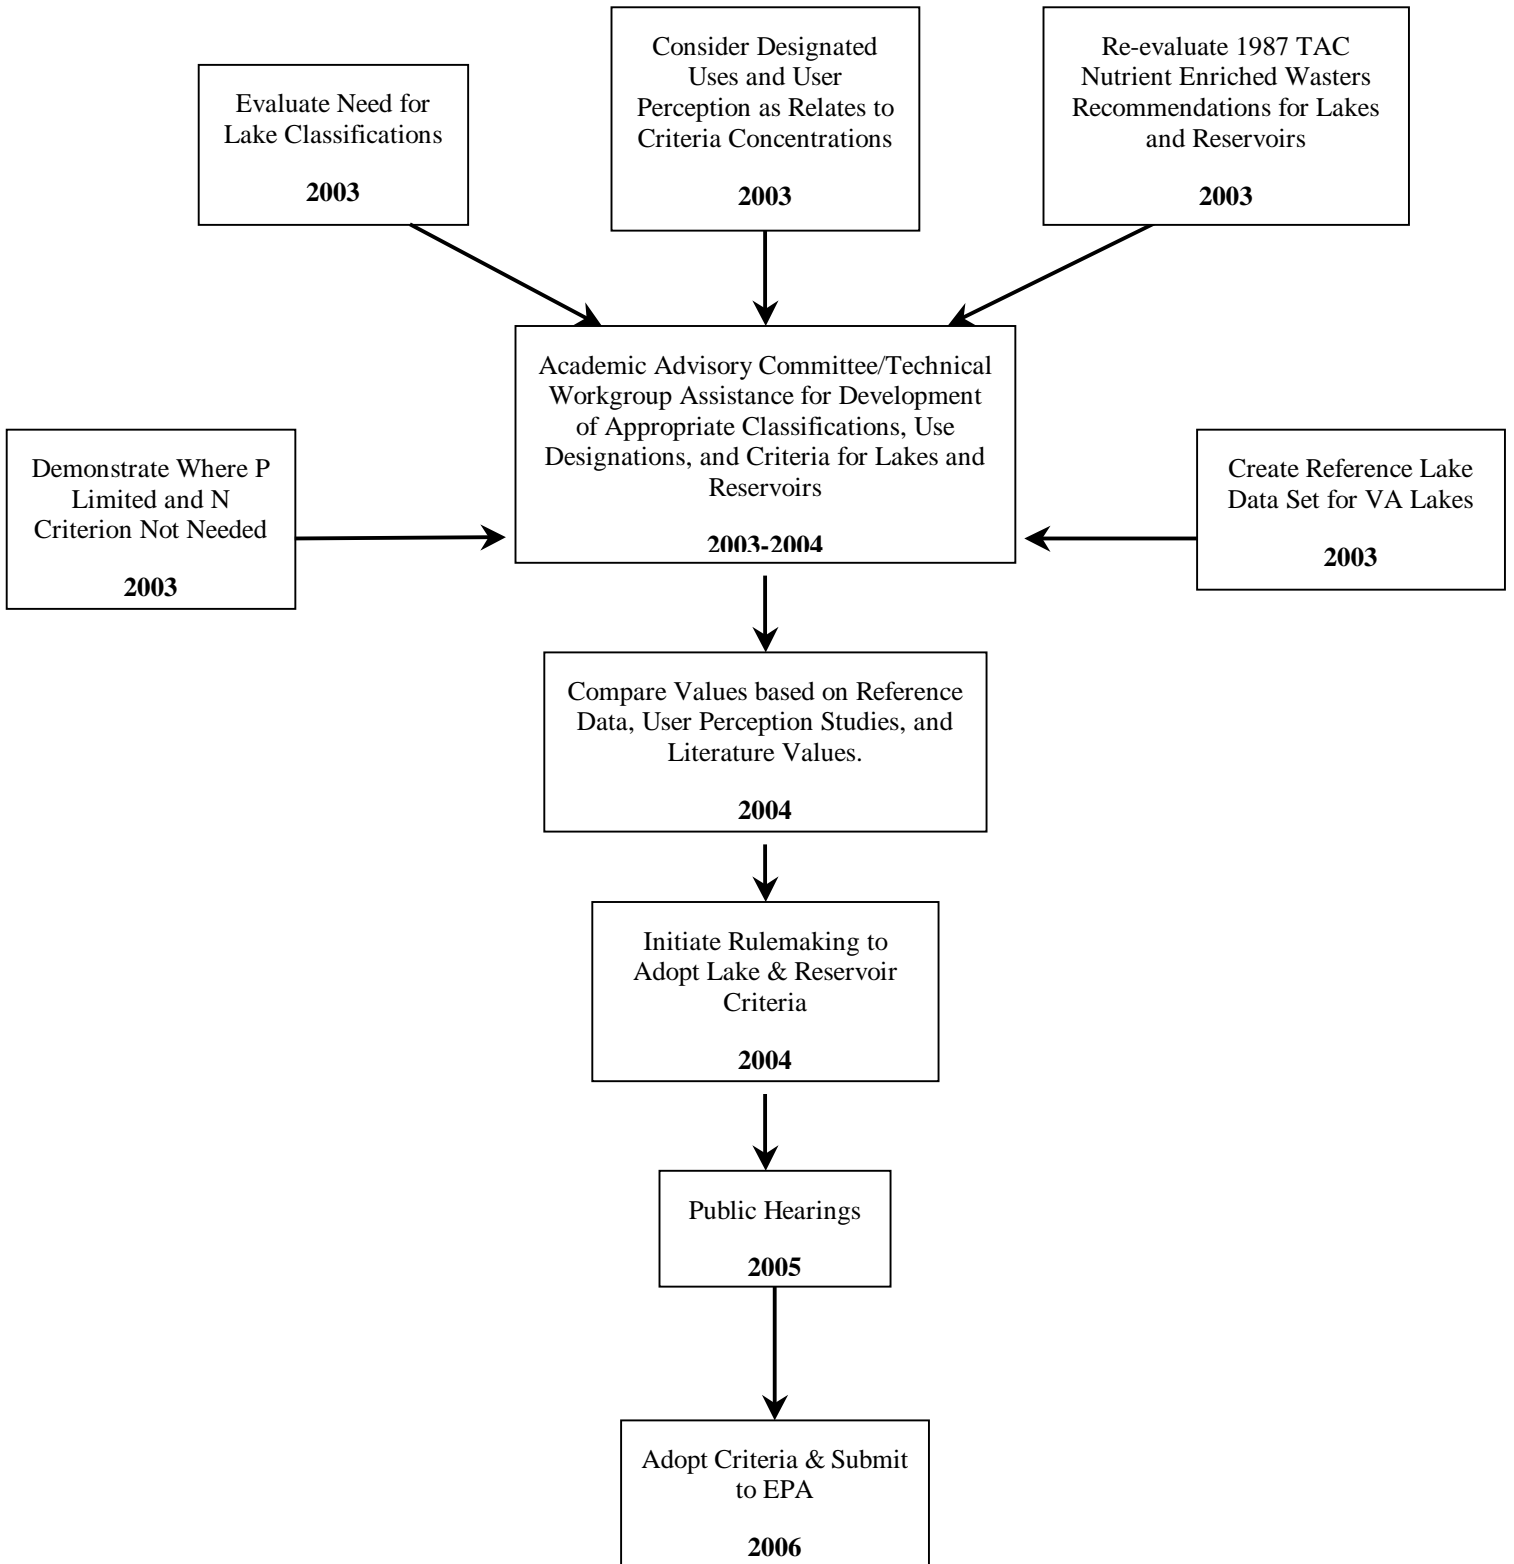 Evaluate Need for
Lake Classifications
2003
Consider Designated
Uses and User
Perception as Relates to
Criteria Concentrations
2003
Re-evaluate 1987 TAC
Nutrient Enriched Wasters
Recommendations for Lakes
and Reservoirs
2003
Academic Advisory Committee/Technical
Workgroup Assistance for Development
of Appropriate Classifications, Use
Designations, and Criteria for Lakes and
Reservoirs
2003-2004
Demonstrate Where P
Limited and N
Criterion Not Needed
2003
Create Reference Lake
Data Set for VA Lakes
2003
Compare Values based on Reference
Data, User Perception Studies, and
Literature Values.
2004
Initiate Rulemaking to
Adopt Lake & Reservoir
Criteria
2004
Public Hearings
2005
Adopt Criteria & Submit
to EPA
2006